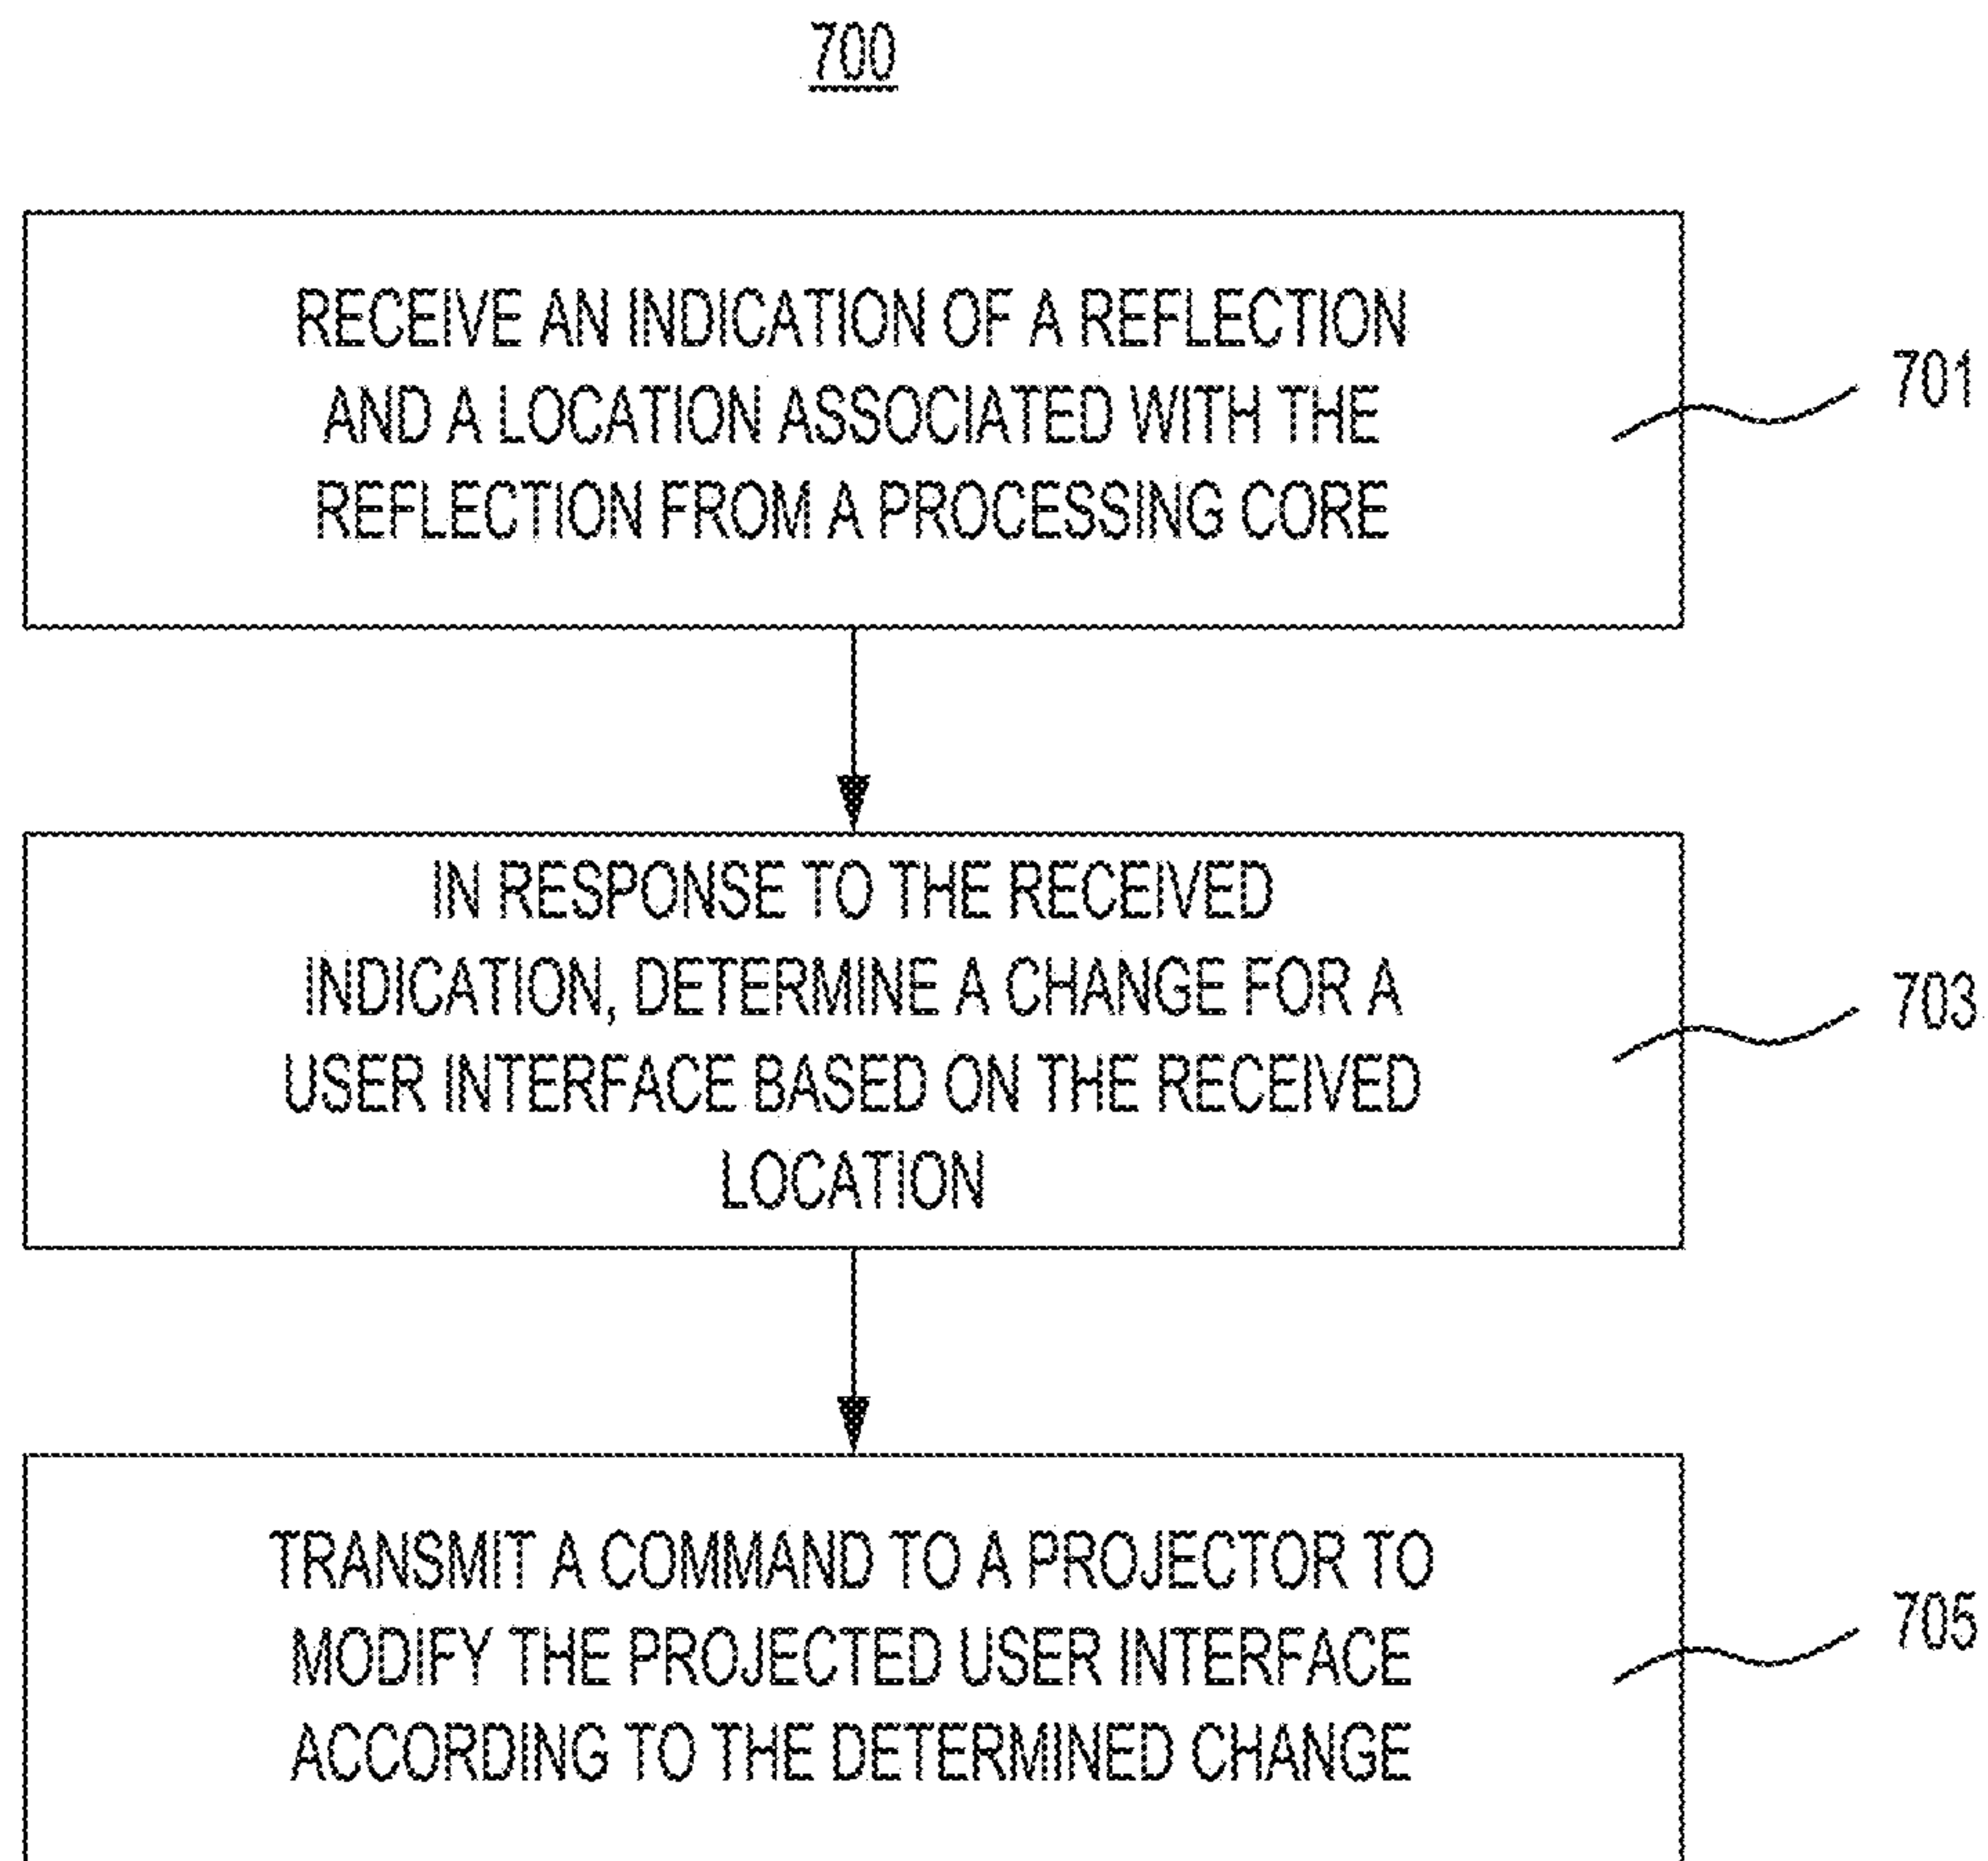 700
RECEIVE AN INDICATION OF A REFLECTION
AND A LOCATION ASSOCIATED WITH THE
REFLECTION FROM A PROCESSING CORE
701
IN RESPONSE TO THE RECEIVED
INDICATION, DETERMINE A CHANGE FOR A
USER INTERFACE BASED ON THE RECEIVED
LOCATION
703
TRANSMIT A COMMAND TO A PROJECTOR TO
MODIFY THE PROJECTED USER INTERFACE
ACCORDING TO THE DETERMINED CHANGE
705